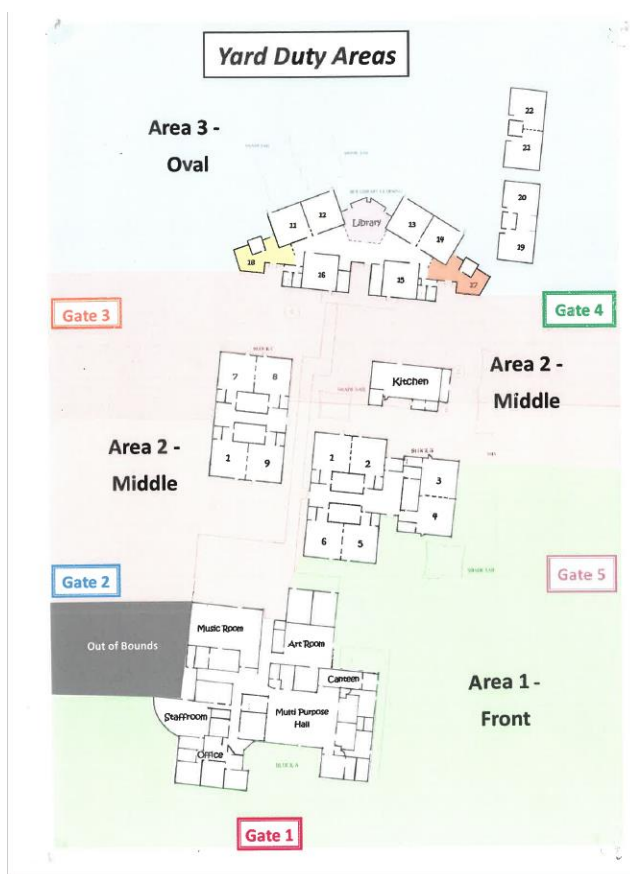 Yard Duty Areas
Area 3 -
Oval
22
21
20
19
Library
11
12
13
14
18
16
15
17
Gate 3
Gate 4
7
8
Kitchen
Area 2 -
Middle
Area 2 -
Middle
1
9
1
2
3
4
6
5
Gate 2
Gate 5
Out of Bounds
Music Room
Art Room
Canteen
Area 1 -
Front
Staffroom
Multi Purpose
Hall
Office
Gate 1